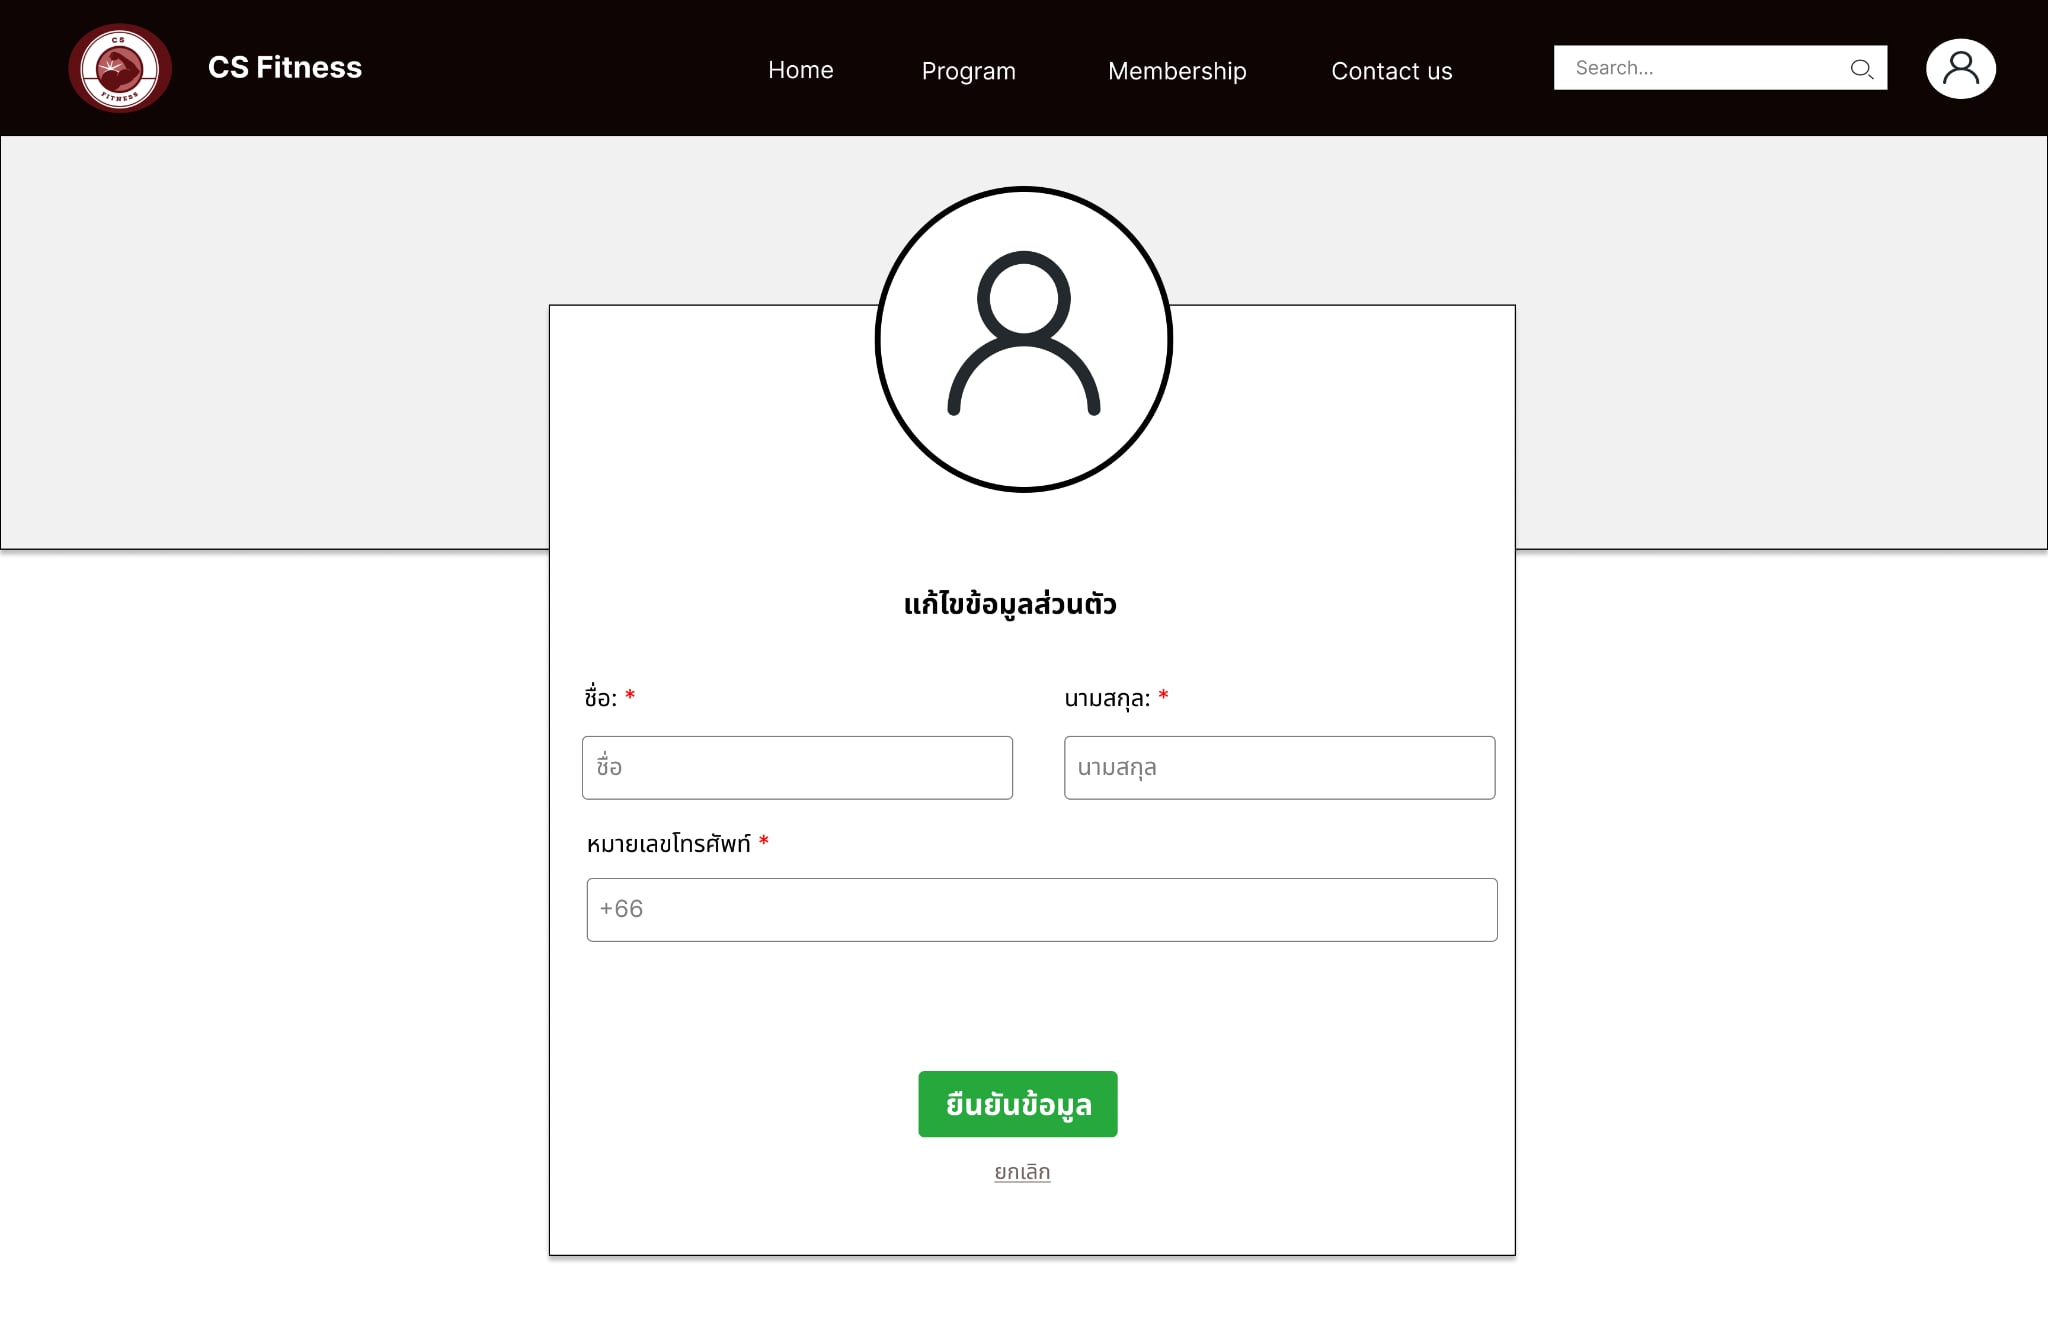 CS
FITNESS
CS Fitness
Home
Program
Membership
Contact us
Search...
แก้ไขข้อมูลส่วนตัว
ชื่อ: *
นามสกุล: *
ชื่อ
นามสกุล
หมายเลขโทรศัพท์ *
+66
ยืนยันข้อมูล
ยกเลิก